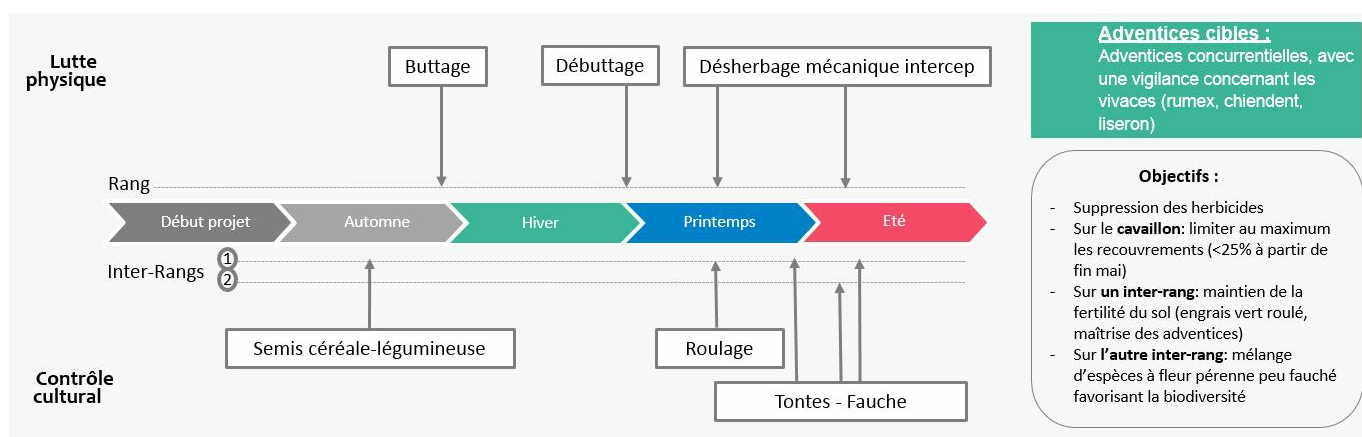 Lutte
physique
Buttage
Débuttage
Désherbage mécanique intercep
Rang
Début projet
Automne
Hiver
Printemps
Eté
Inter-Rangs
1
2
Semis céréale-légumineuse
Roulage
Tontes - Fauche
Contrôle
cultural
Adventices cibles :
Adventices concurrentielles, avec
une vigilance concernant les
vivaces (rumex, chiendent,
liseron)
Objectifs :
- Suppression des herbicides
- Sur le cavaillon: limiter au maximum
les recouvrements (<25% à partir de
fin mai)
- Sur un inter-rang: maintien de la
fertilité du sol (engrais vert roulé,
maîtrise des adventices)
- Sur l’autre inter-rang: mélange
d’espèces à fleur pérenne peu fauché
favorisant la biodiversité